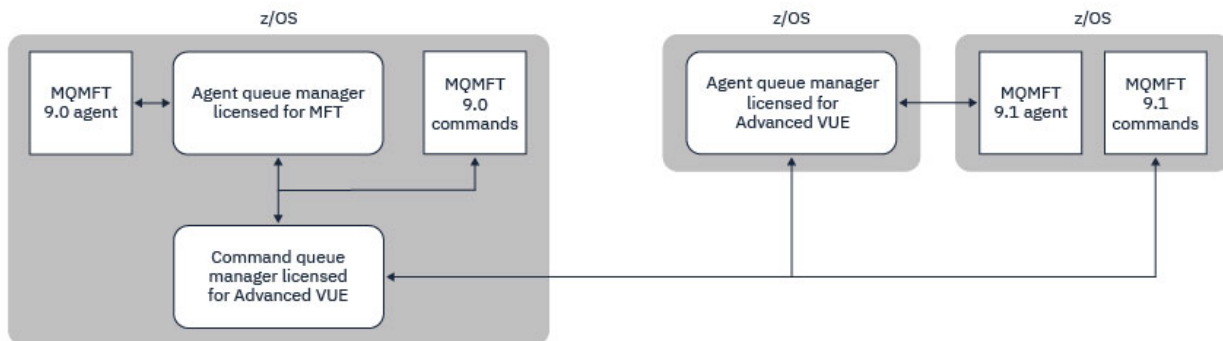 z/OS
MQMFT
9.0 agent
Agent queue manager
licensed for MFT
MQMFT
9.0
commands
Command queue
manager licensed
for Advanced VUE
z/OS
Agent queue manager
licensed for
Advanced VUE
z/OS
MQMFT
9.1 agent
MQMFT
9.1
commands